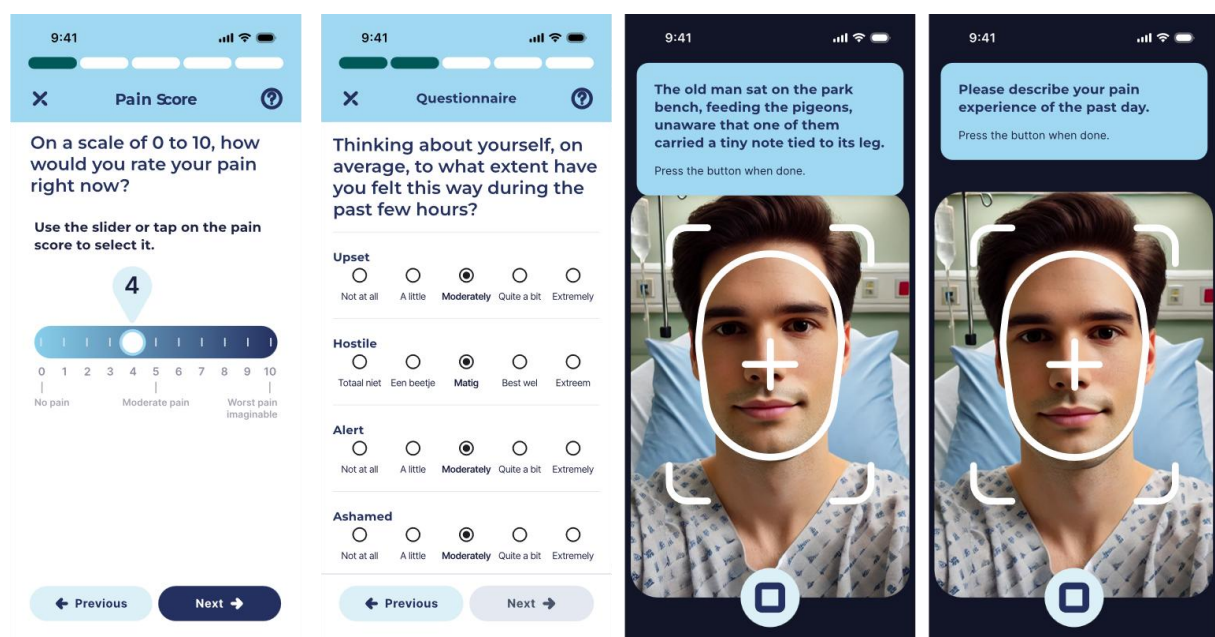 9:41
Pain Score
On a scale of 0 to 10, how
would you rate your pain
right now?
Use the slider or tap on the pain
score to select it.
4
0 1 2 3 4 5 6 7 8 9 10
No pain Moderate pain Worst pain
imaginable
Previous Next
9:41
Questionnaire
Thinking about yourself, on
average, to what extent have
you felt this way during the
past few hours?
Upset
Not at all A little Moderately Quite a bit Extremely
Hostile
Totaal niet Een beetje Matig Best wel Extreem
Alert
Not at all A little Moderately Quite a bit Extremely
Ashamed
Not at all A little Moderately Quite a bit Extremely
Previous Next
9:41
The old man sat on the park
bench, feeding the pigeons,
unaware that one of them
carried a tiny note tied to its leg.
Press the button when done.
9:41
Please describe your pain
experience of the past day.
Press the button when done.